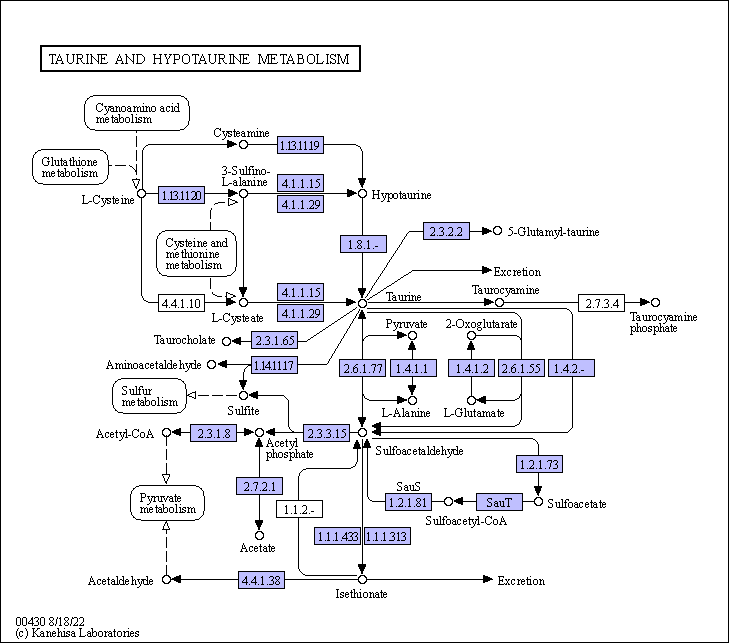 TAURINE AND HYPOTAURINE METABOLISM
Cyanoamino acid
metabolism
Cysteamine
1.13.11.19
Glutathione
metabolism
3-Sulfino-
L-alanine
L-Cysteine
1.13.11.20
4.1.1.15
4.1.1.29
Hypotaurine
Cysteine and
methionine
metabolism
1.8.1.-
2.3.2.2
5-Glutamyl-taurine
Excretion
4.4.1.10
L-Cysteate
4.1.1.15
4.1.1.29
Taurine
Taurocyamine
2.7.3.4
Taurocyamine
phosphate
Taurocholate
2.3.1.65
Pyruvate
2-Oxoglutarate
Aminoacetaldehyde
1.14.11.17
2.6.1.77
1.4.1.1
1.4.1.2
2.6.1.55
1.4.2.-
Sulfur
metabolism
Sulfite
L-Alanine
L-Glutamate
Acetyl-CoA
2.3.1.8
Acetyl
phosphate
2.3.3.15
Sulfoacetaldehyde
1.2.1.73
2.7.2.1
Pyruvate
metabolism
1.1.2.-
SauS
1.2.1.81
SauT
Sulfoacetate
Sulfoacetyl-CoA
Acetate
1.1.1.433
1.1.1.313
Acetaldehyde
4.4.1.38
Isethionate
Excretion
00430 8/18/22
(c) Kanehisa Laboratories